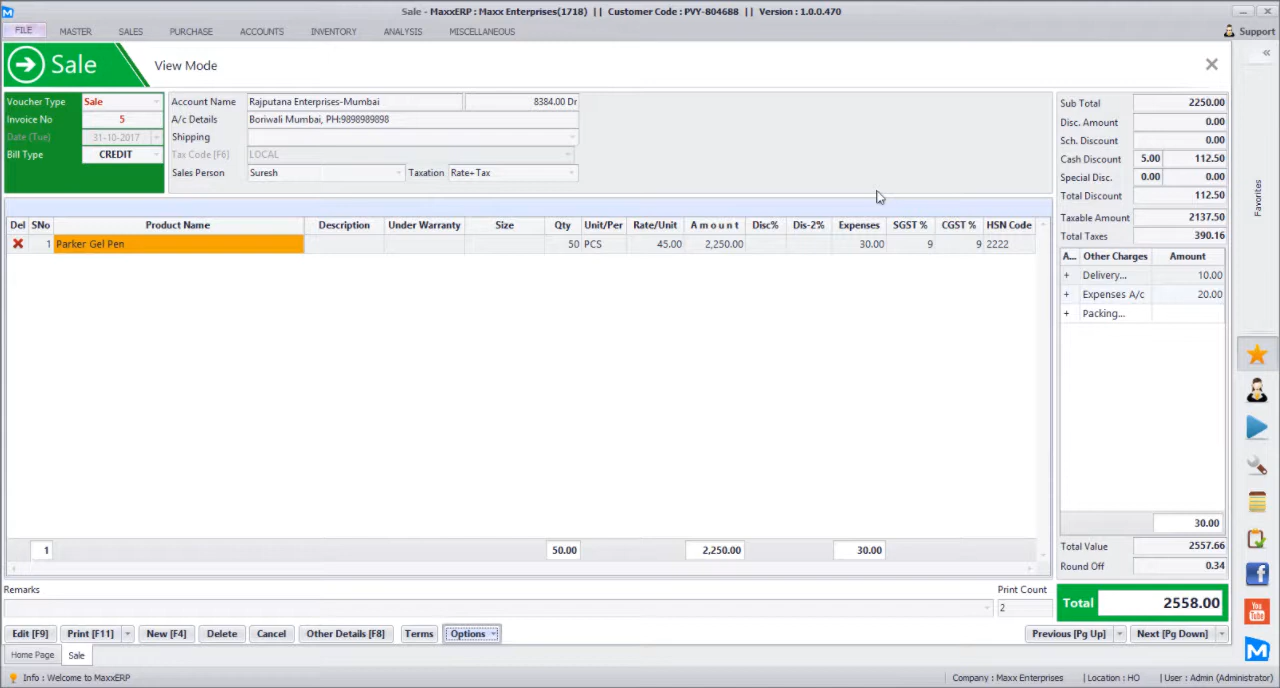 Sale - MaxxERP : Maxx Enterprises(1718) || Customer Code : PVY-804688 || Version : 1.0.0.470
FILE MASTER SALES PURCHASE ACCOUNTS INVENTORY ANALYSIS MISCELLANEOUS Support
Sale View Mode
Voucher Type Sale Account Name Rajputana Enterprises-Mumbai 8384.00 Dr
Invoice No 5 A/c Details Boriwali Mumbai, PH:9898989898
Date (Tue) 31-10-2017 Shipping
Bill Type CREDIT Tax Code [F6] LOCAL
Sales Person Suresh Taxation Rate+Tax
Sub Total 2250.00
Disc. Amount 0.00
Sch. Discount 0.00
Cash Discount 5.00 112.50
Special Disc. 0.00 0.00
Total Discount 112.50
Taxable Amount 2137.50
Total Taxes 390.16
Favorites
Del SNo Product Name Description Under Warranty Size Qty Unit/Per Rate/Unit A m o u n t Disc% Dis-2% Expenses SGST % CGST % HSN Code
1 Parker Gel Pen 50 PCS 45.00 2,250.00 30.00 9 9 2222
A... Other Charges Amount
+ Delivery... 10.00
+ Expenses A/c 20.00
+ Packing...
30.00
1 50.00 2,250.00 30.00
Total Value 2557.66
Round Off 0.34
Remarks Print Count
2
Total 2558.00
Edit [F9] Print [F11] New [F4] Delete Cancel Other Details [F8] Terms Options Previous [Pg Up] Next [Pg Down]
Home Page Sale
Info : Welcome to MaxxERP Company : Maxx Enterprises |Location : HO |User : Admin (Administrator)
You
Tube